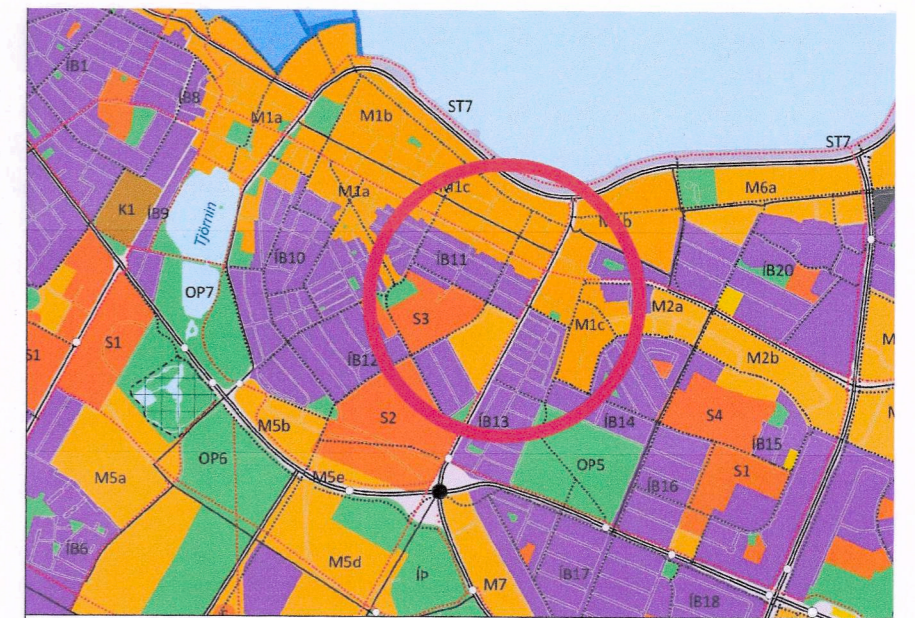 ÍB1
ÍB8
M1a
M1b
ST7
ST7
K1
ÍB9
Tjörnin
M1a
M1c
M6a
ÍB10
ÍB11
ÍB20
OP7
S1
S1
S3
M1c
M2a
M2b
M
ÍB12
S2
ÍB13
ÍB14
S4
ÍB15
M5b
OP6
OP5
S1
M5a
M5e
ÍB16
ÍB6
M5d
ÍÞ
M7
ÍB17
ÍB18